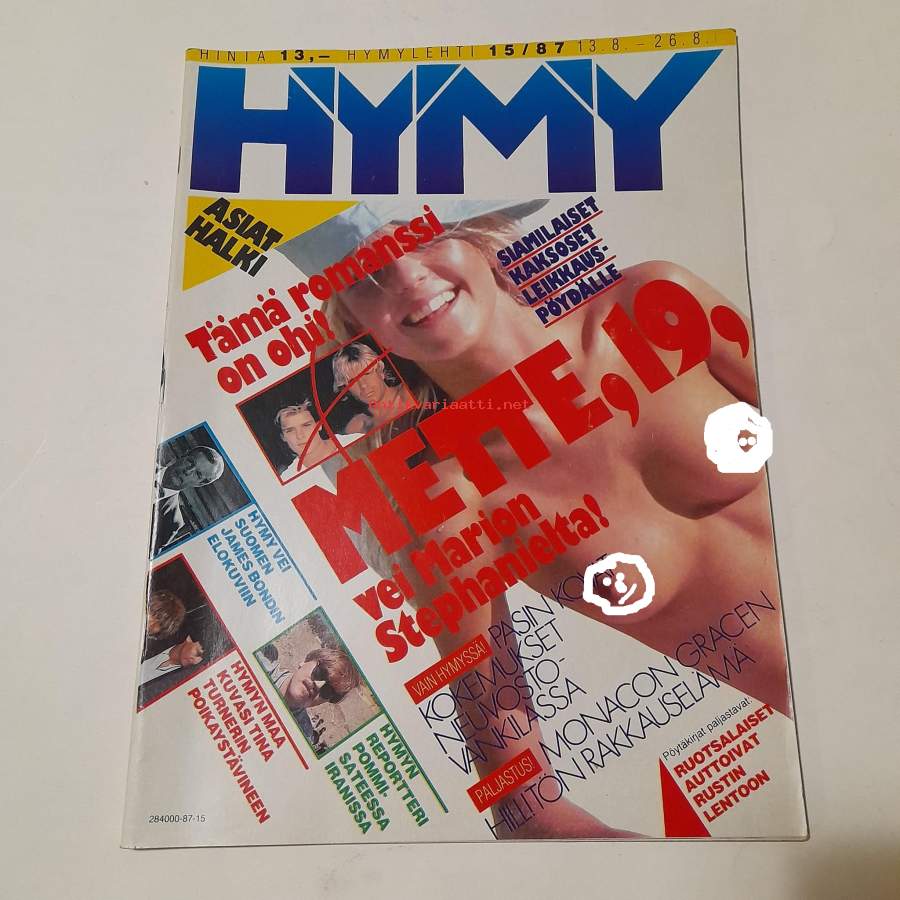 HINTA 13,– HYMYLEHTI 15/87 13.8.–26.8.
HYMY
ASIAT
HALKI
Tämä romanssi
on ohi!
SIAMILAISET
KAKSOSET
LEIKKAUS-
PÖYDÄLLE
antikvariaatti.net
METTE, 19,
vei Marion
Stephanielta!
HYMY VEI
SUOMEN
JAMES BONDIN
ELOKUVIIN
HYMYN MAA
KUVASI TINA
TURNERIN
POIKAYSTÄVINEEN
HYMYN
REPORTTERI
POMMI-
SATEESSA
IRANISSA
VAIN HYMYSSÄ! PASIN
KOKEMUKSET
NEUVOSTO-
VANKILASSA
PALJASTUS! MONACON GRACEN
HILLITÖN RAKKAUSELÄMÄ
Pöytäkirjat paljastavat:
RUOTSALAISET
AUTTOIVAT
RUSTIN
LENTOON
284000-87-15